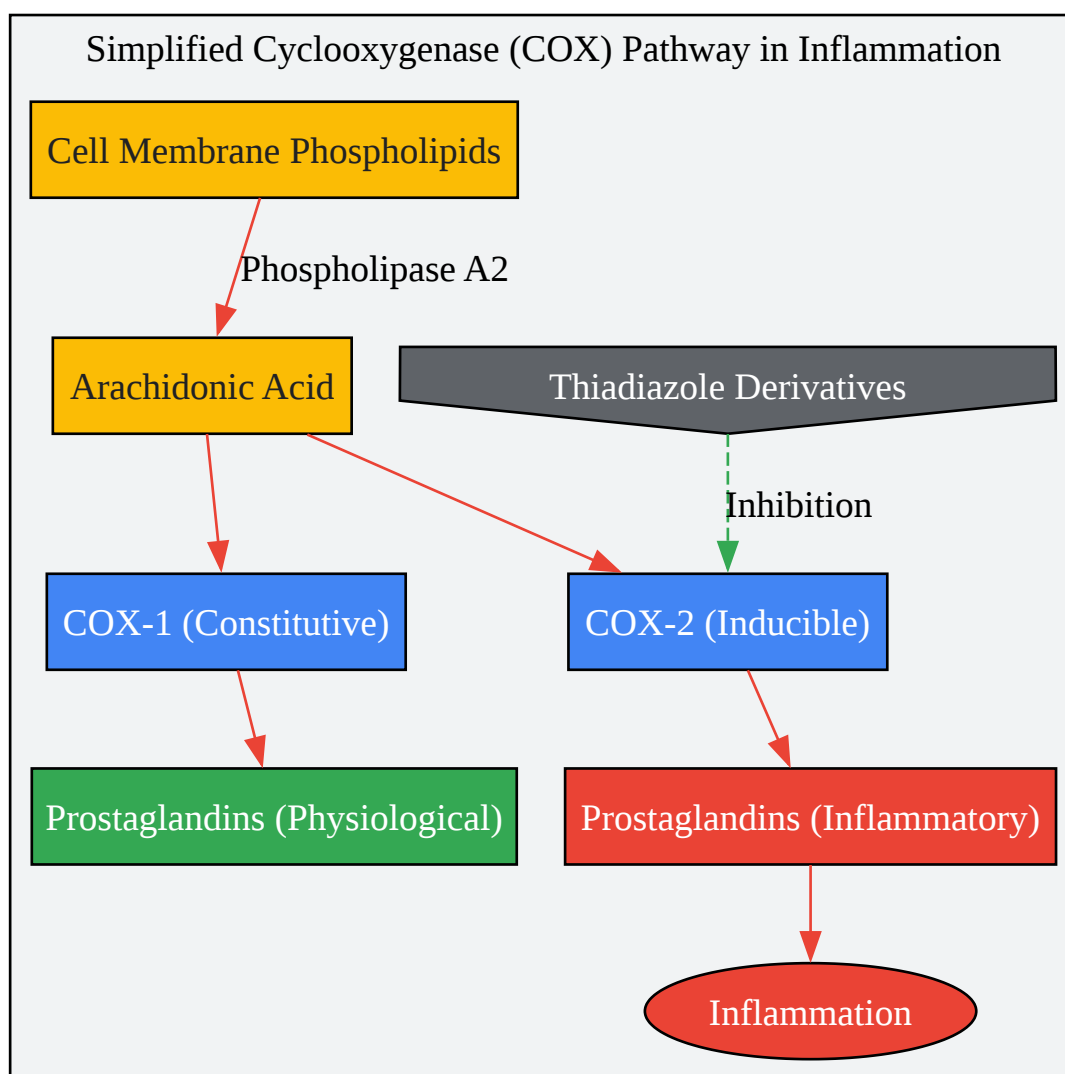 Simplified Cyclooxygenase (COX) Pathway in Inflammation
Cell Membrane Phospholipids
Phospholipase A2
Arachidonic Acid
Thiadiazole Derivatives
Inhibition
COX-1 (Constitutive)
COX-2 (Inducible)
Prostaglandins (Physiological)
Prostaglandins (Inflammatory)
Inflammation